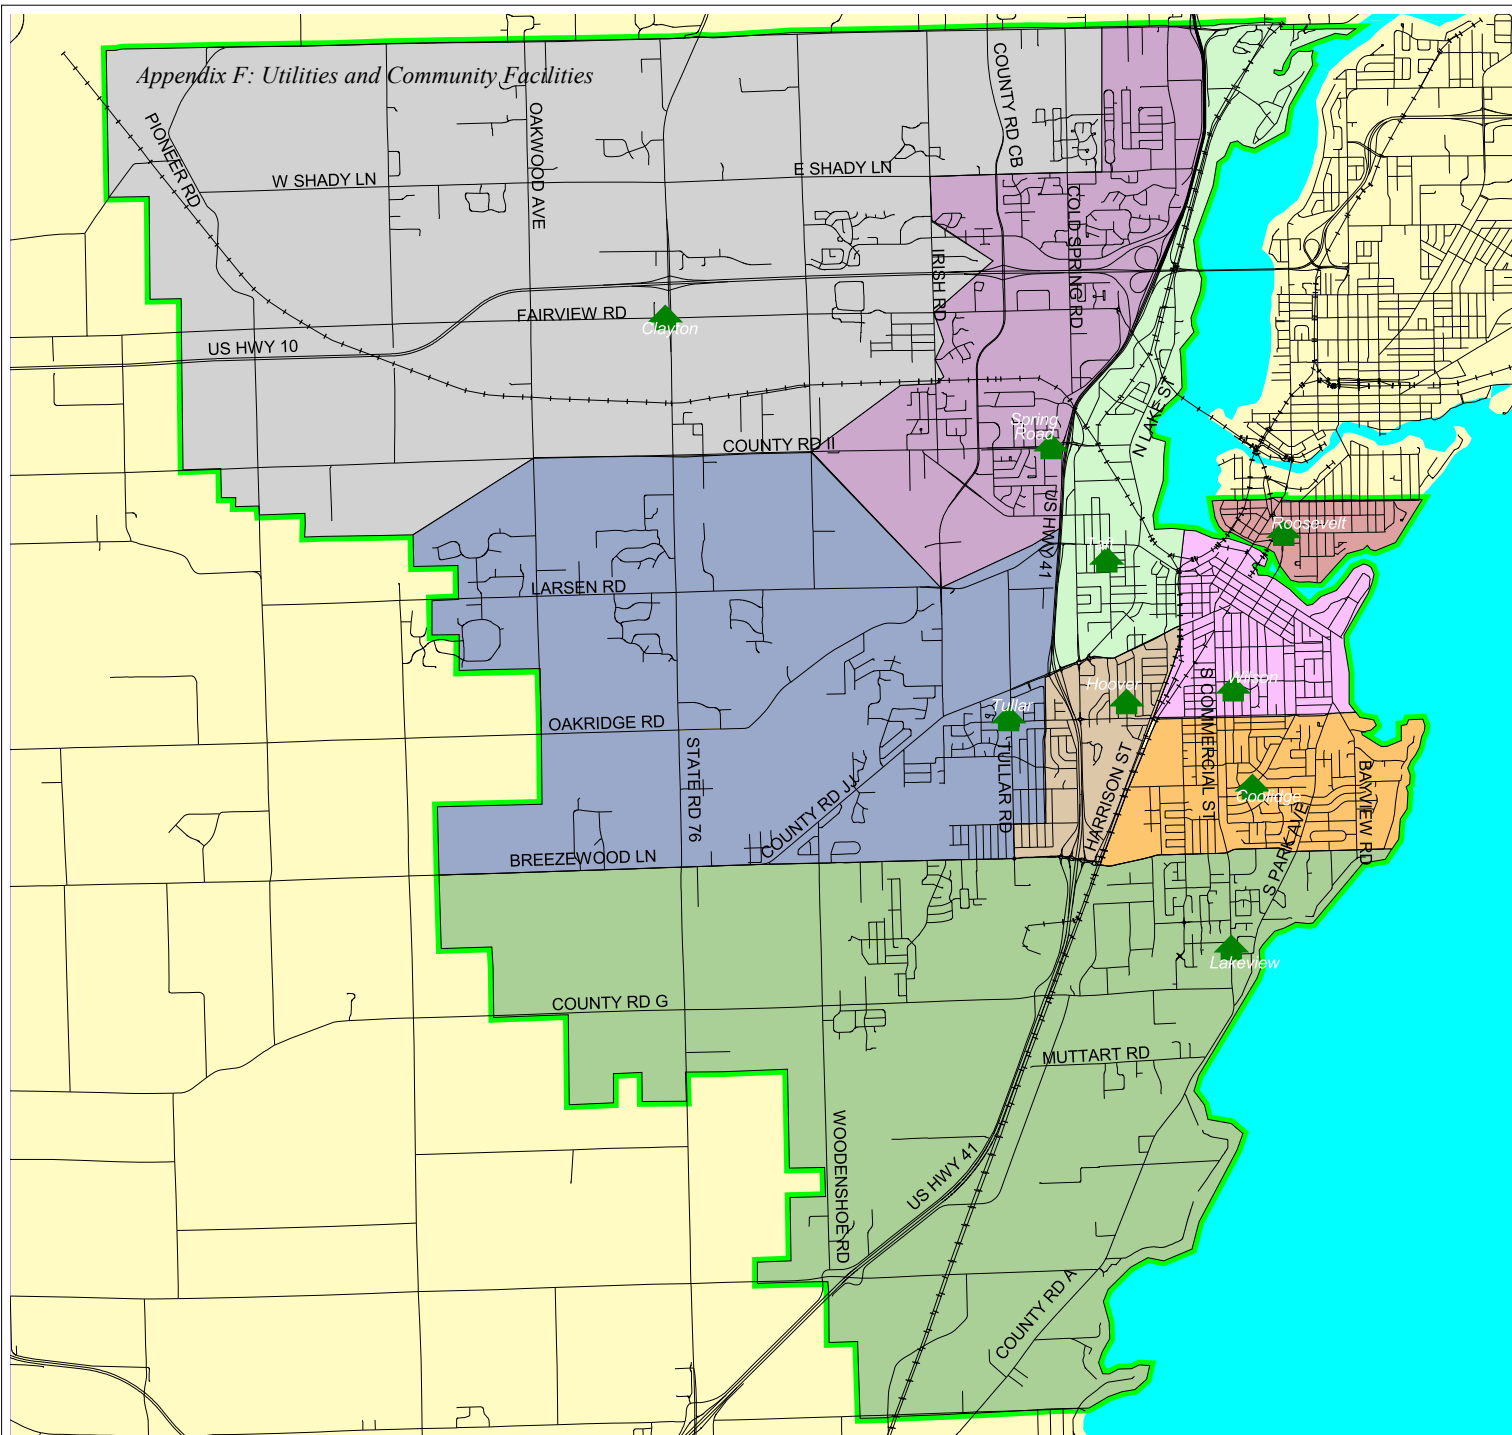 Appendix F: Utilities and Community Facilities
COUNTY RD CB
OAKWOOD AVE
PIONEER RD
W SHADY LN
E SHADY LN
COLD SPRING RD
IRISH RD
FAIRVIEW RD
Clayton
US HWY 10
N LAKE ST
Spring
Road
COUNTY RD II
US HWY 41
Roosevelt
Taft
LARSEN RD
Hoover
Wilson
S COMMERCIAL ST
Tullar
OAKRIDGE RD
STATE RD 76
TULLAR RD
HARRISON ST
COUNTY RD JJ
Coolidge
BAYVIEW RD
S PARK AVE
BREEZEWOOD LN
Lakeview
COUNTY RD G
MUTTART RD
WOODENSHOE RD
US HWY 41
COUNTY RD A